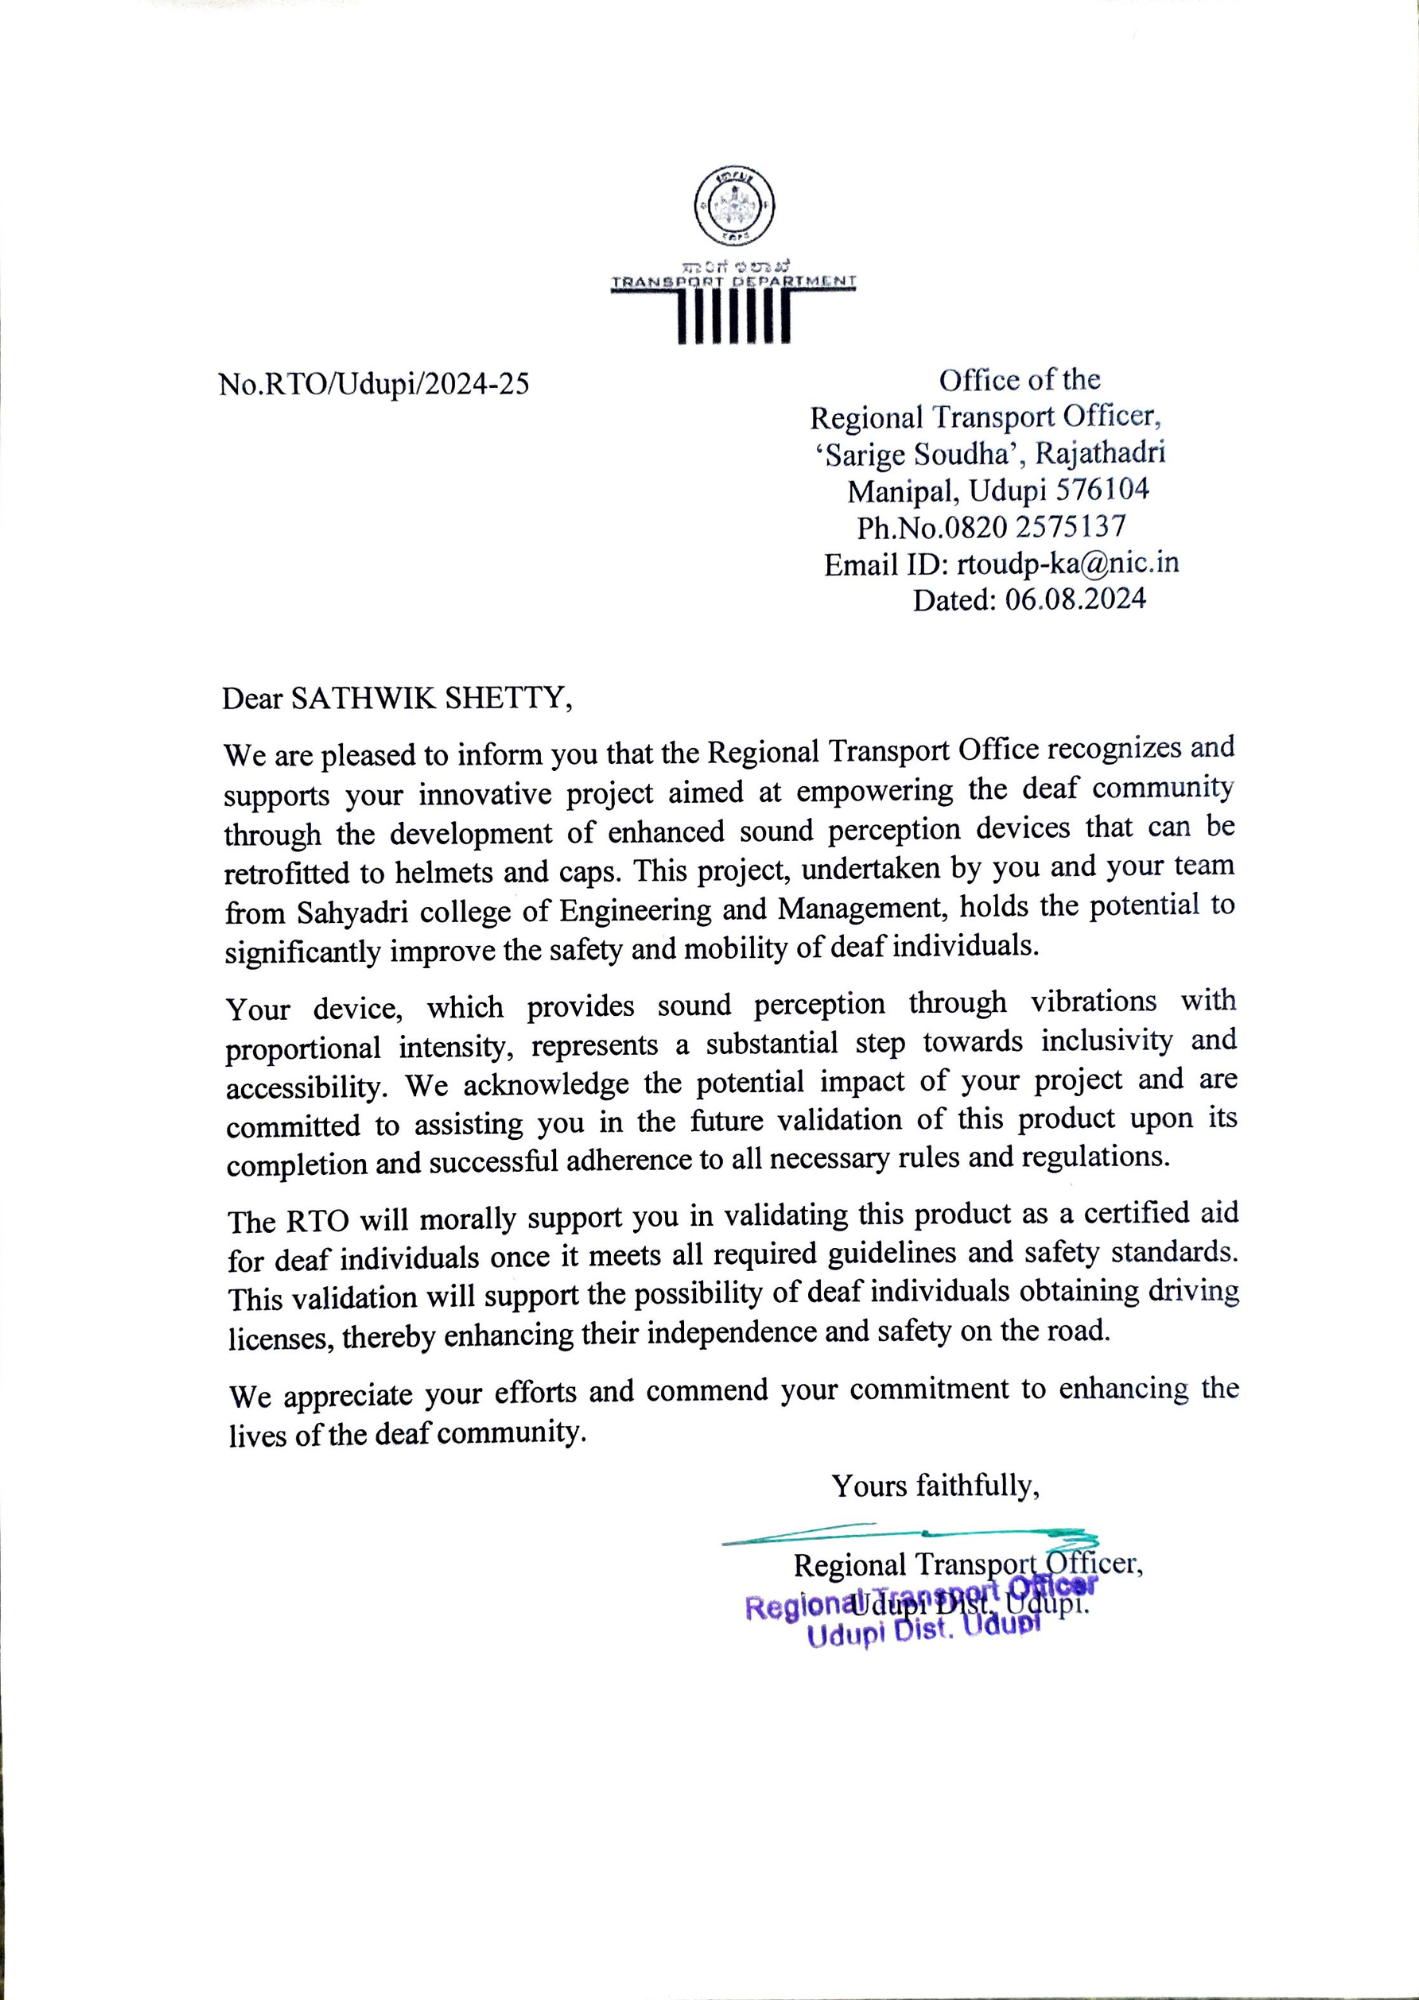 ಸಾರಿಗೆ ಇಲಾಖೆ
TRANSPORT DEPARTMENT
No.RTO/Udupi/2024-25
Office of the
Regional Transport Officer,
‘Sarige Soudha’, Rajathadri
Manipal, Udupi 576104
Ph.No.0820 2575137
Email ID: rtoudp-ka@nic.in
Dated: 06.08.2024
Dear SATHWIK SHETTY,
We are pleased to inform you that the Regional Transport Office recognizes and
supports your innovative project aimed at empowering the deaf community
through the development of enhanced sound perception devices that can be
retrofitted to helmets and caps. This project, undertaken by you and your team
from Sahyadri college of Engineering and Management, holds the potential to
significantly improve the safety and mobility of deaf individuals.
Your device, which provides sound perception through vibrations with
proportional intensity, represents a substantial step towards inclusivity and
accessibility. We acknowledge the potential impact of your project and are
committed to assisting you in the future validation of this product upon its
completion and successful adherence to all necessary rules and regulations.
The RTO will morally support you in validating this product as a certified aid
for deaf individuals once it meets all required guidelines and safety standards.
This validation will support the possibility of deaf individuals obtaining driving
licenses, thereby enhancing their independence and safety on the road.
We appreciate your efforts and commend your commitment to enhancing the
lives of the deaf community.
Yours faithfully,
Regional Transport Officer,
Udupi Dist, Udupi.
Regional Transport Officer
Udupi Dist. Udupi